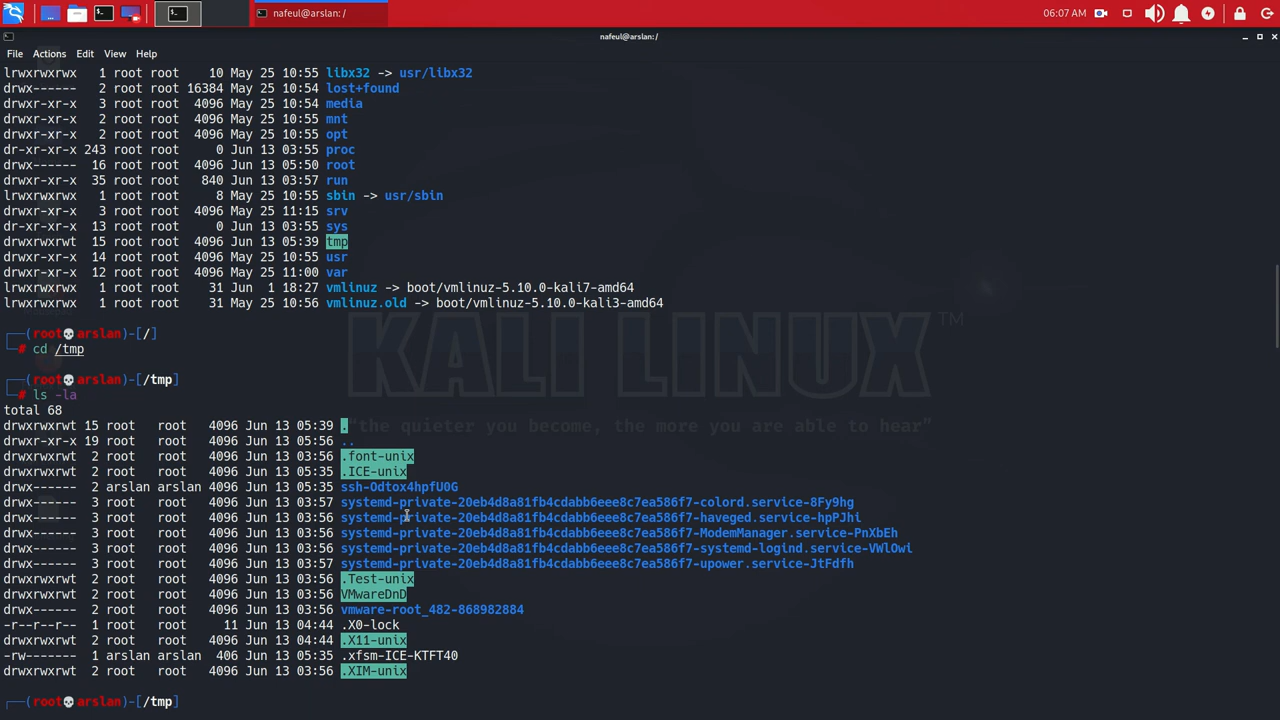 nafeul@arslan: /
06:07 AM
nafeul@arslan: /
File Actions Edit View Help
lrwxrwxrwx 1 root root 10 May 25 10:55 libx32 -> usr/libx32
drwx------ 2 root root 16384 May 25 10:54 lost+found
drwxr-xr-x 3 root root 4096 May 25 10:55 media
drwxr-xr-x 2 root root 4096 May 25 10:55 mnt
drwxr-xr-x 2 root root 4096 May 25 10:55 opt
dr-xr-xr-x 243 root root 0 Jun 13 03:55 proc
drwx------ 16 root root 4096 Jun 13 05:50 root
drwxr-xr-x 35 root root 840 Jun 13 03:57 run
lrwxrwxrwx 1 root root 8 May 25 10:55 sbin -> usr/sbin
drwxr-xr-x 3 root root 4096 May 25 11:15 srv
dr-xr-xr-x 13 root root 0 Jun 13 03:55 sys
drwxrwxrwt 15 root root 4096 Jun 13 05:39 tmp
drwxr-xr-x 14 root root 4096 May 25 10:55 usr
drwxr-xr-x 12 root root 4096 May 25 11:00 var
lrwxrwxrwx 1 root root 31 Jun 1 18:27 vmlinuz -> boot/vmlinuz-5.10.0-kali7-amd64
lrwxrwxrwx 1 root root 31 May 25 10:56 vmlinuz.old -> boot/vmlinuz-5.10.0-kali3-amd64
KALI LINUX ™
"the quieter you become, the more you are able to hear"
┌──(root💀arslan)-[/]
└─# cd /tmp
┌──(root💀arslan)-[/tmp]
└─# ls -la
total 68
drwxrwxrwt 15 root root 4096 Jun 13 05:39 .
drwxr-xr-x 19 root root 4096 Jun 13 05:56 ..
drwxrwxrwt 2 root root 4096 Jun 13 03:56 .font-unix
drwxrwxrwt 2 root root 4096 Jun 13 05:35 .ICE-unix
drwx------ 2 arslan arslan 4096 Jun 13 05:35 ssh-Odtox4hpfU0G
drwx------ 3 root root 4096 Jun 13 03:57 systemd-private-20eb4d8a81fb4cdabb6eee8c7ea586f7-colord.service-8Fy9hg
drwx------ 3 root root 4096 Jun 13 03:56 systemd-private-20eb4d8a81fb4cdabb6eee8c7ea586f7-haveged.service-hpPJhi
drwx------ 3 root root 4096 Jun 13 03:56 systemd-private-20eb4d8a81fb4cdabb6eee8c7ea586f7-ModemManager.service-PnXbEh
drwx------ 3 root root 4096 Jun 13 03:56 systemd-private-20eb4d8a81fb4cdabb6eee8c7ea586f7-systemd-logind.service-VWlOwi
drwx------ 3 root root 4096 Jun 13 03:57 systemd-private-20eb4d8a81fb4cdabb6eee8c7ea586f7-upower.service-JtFdfh
drwxrwxrwt 2 root root 4096 Jun 13 03:56 .Test-unix
drwxrwxrwt 2 root root 4096 Jun 13 03:56 VMwareDnD
drwx------ 2 root root 4096 Jun 13 03:56 vmware-root_482-868982884
-r--r--r-- 1 root root 11 Jun 13 04:44 .X0-lock
drwxrwxrwt 2 root root 4096 Jun 13 04:44 .X11-unix
-rw------- 1 arslan arslan 406 Jun 13 05:35 .xfsm-ICE-KTFT40
drwxrwxrwt 2 root root 4096 Jun 13 03:56 .XIM-unix
┌──(root💀arslan)-[/tmp]